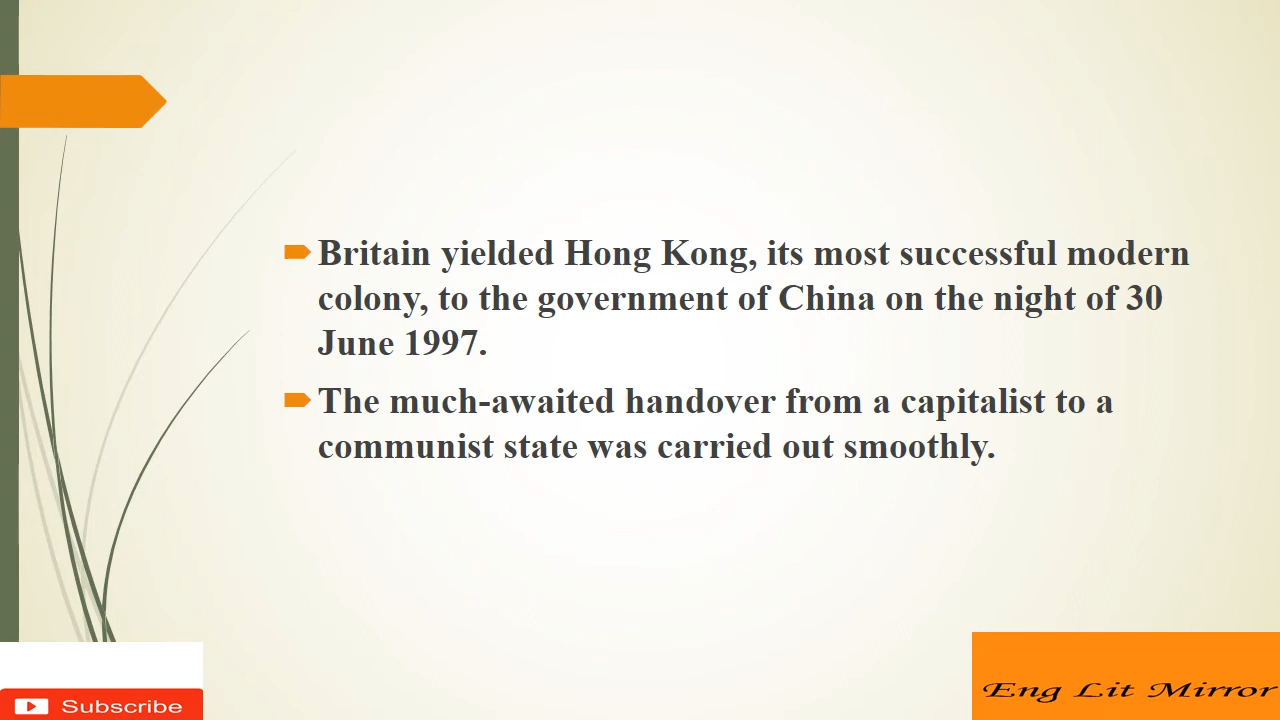 Britain yielded Hong Kong, its most successful modern
colony, to the government of China on the night of 30
June 1997.
The much-awaited handover from a capitalist to a
communist state was carried out smoothly.
Subscribe
Eng Lit Mirror